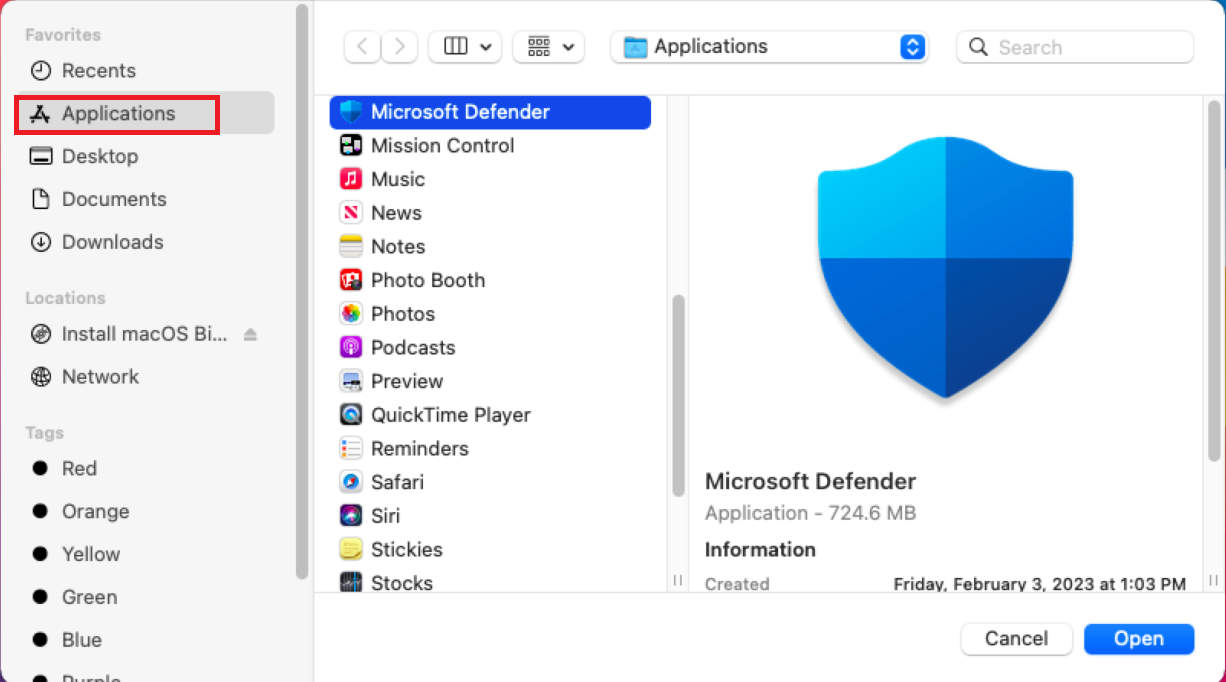 Favorites
Recents
Applications
Desktop
Documents
Downloads
Locations
Install macOS Bi...
Network
Tags
Red
Orange
Yellow
Green
Blue
Purple
Applications
Search
Microsoft Defender
Mission Control
Music
News
Notes
Photo Booth
Photos
Podcasts
Preview
QuickTime Player
Reminders
Safari
Siri
Stickies
Stocks
Microsoft Defender
Application - 724.6 MB
Information
Created Friday, February 3, 2023 at 1:03 PM
Cancel
Open